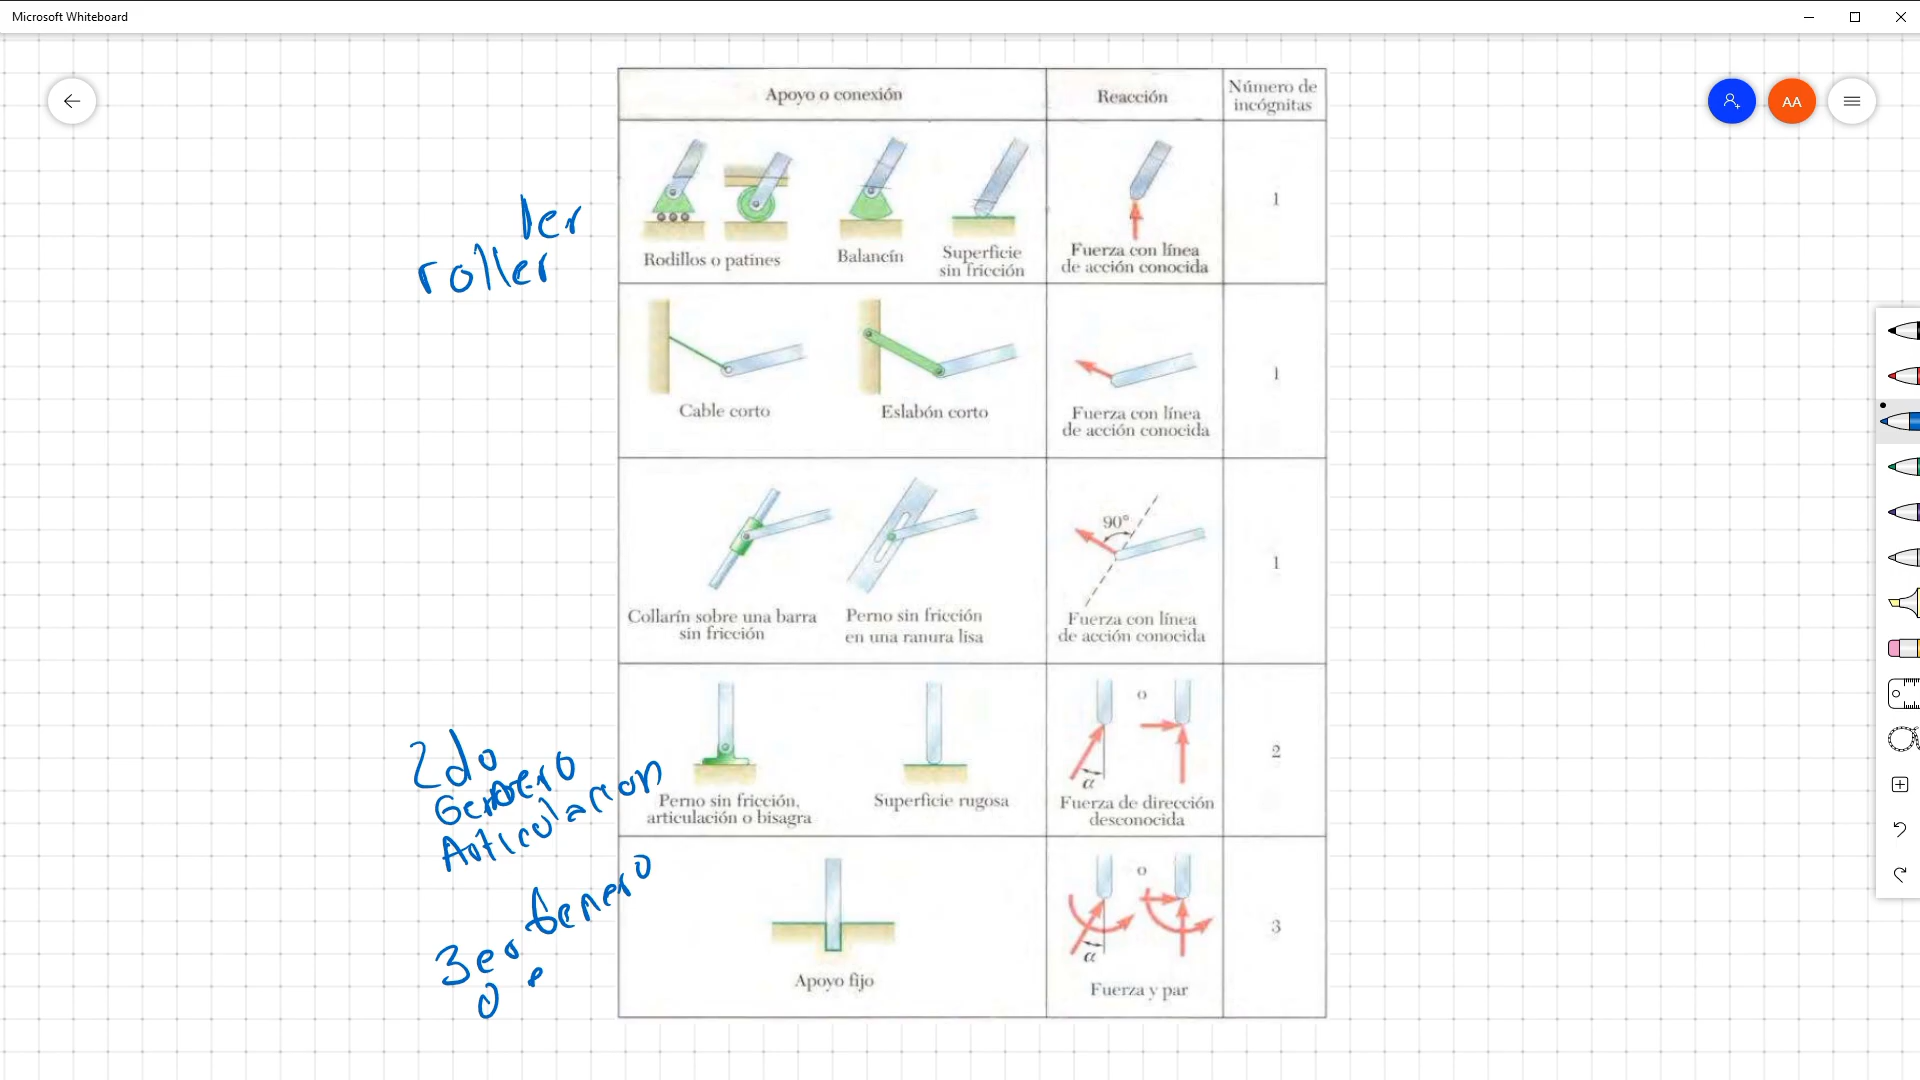 Microsoft Whiteboard
AA
Apoyo o conexión
Reacción
Número de
incógnitas
1er
roller
Rodillos o patines
Balancín
Superficie
sin fricción
Fuerza con línea
de acción conocida
1
Cable corto
Eslabón corto
Fuerza con línea
de acción conocida
1
90°
Collarín sobre una barra
sin fricción
Perno sin fricción
en una ranura lisa
Fuerza con línea
de acción conocida
1
2do
Genero
Articulacion
Perno sin fricción,
articulación o bisagra
Superficie rugosa
o
α
Fuerza de dirección
desconocida
2
3er Genero
o
Apoyo fijo
o
α
Fuerza y par
3